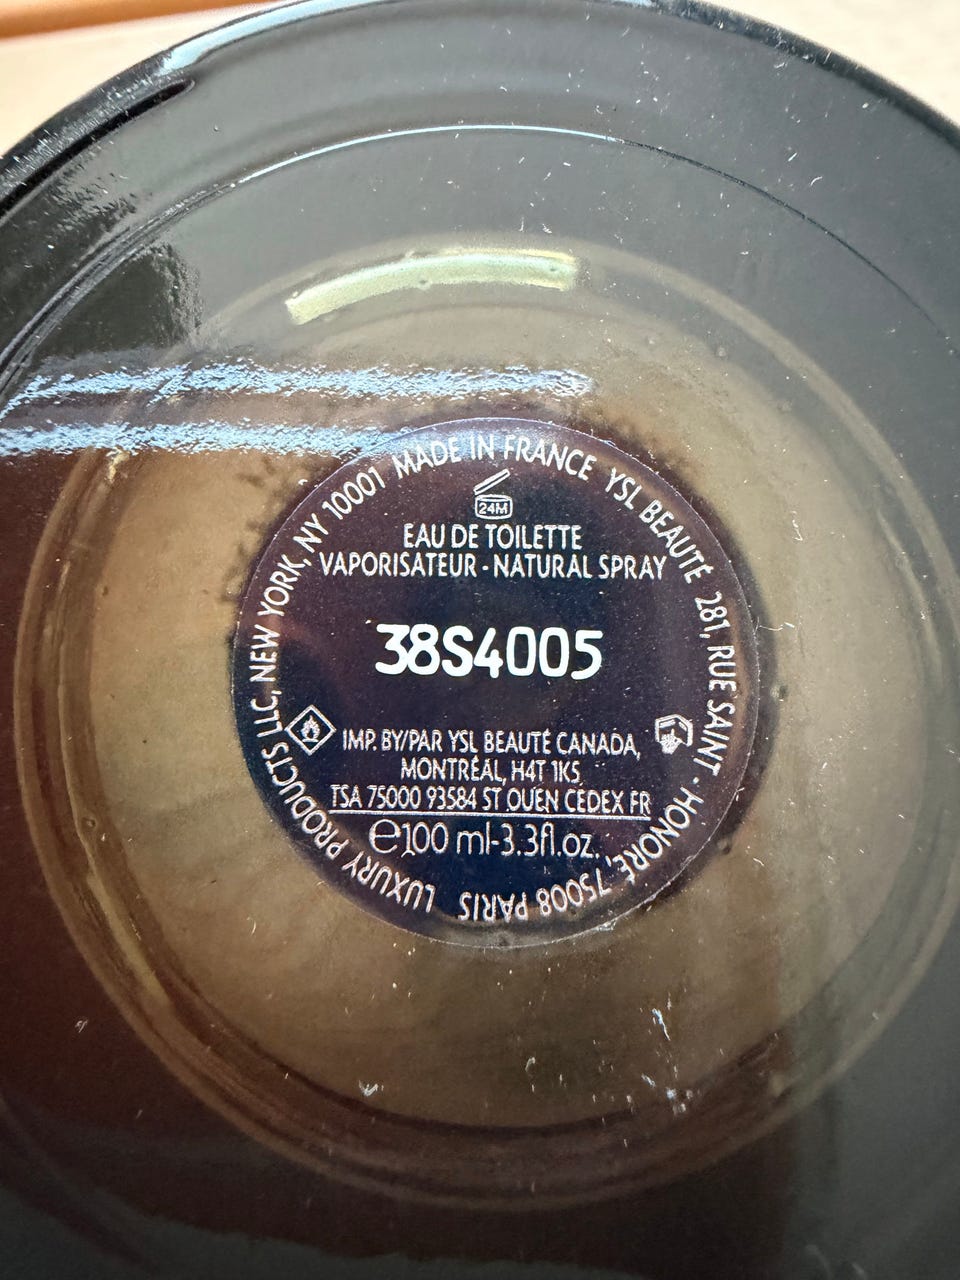 MADE IN FRANCE YSL BEAUTÉ 281, RUE SAINT - HONORÉ, 75008 PARIS LUXURY PRODUCTS LLC, NEW YORK, NY 10001
24M
EAU DE TOILETTE
VAPORISATEUR · NATURAL SPRAY
38S4005
IMP. BY/PAR YSL BEAUTÉ CANADA,
MONTRÉAL, H4T 1K5
TSA 75000 93584 ST OUEN CEDEX FR
℮100 ml-3.3fl.oz.